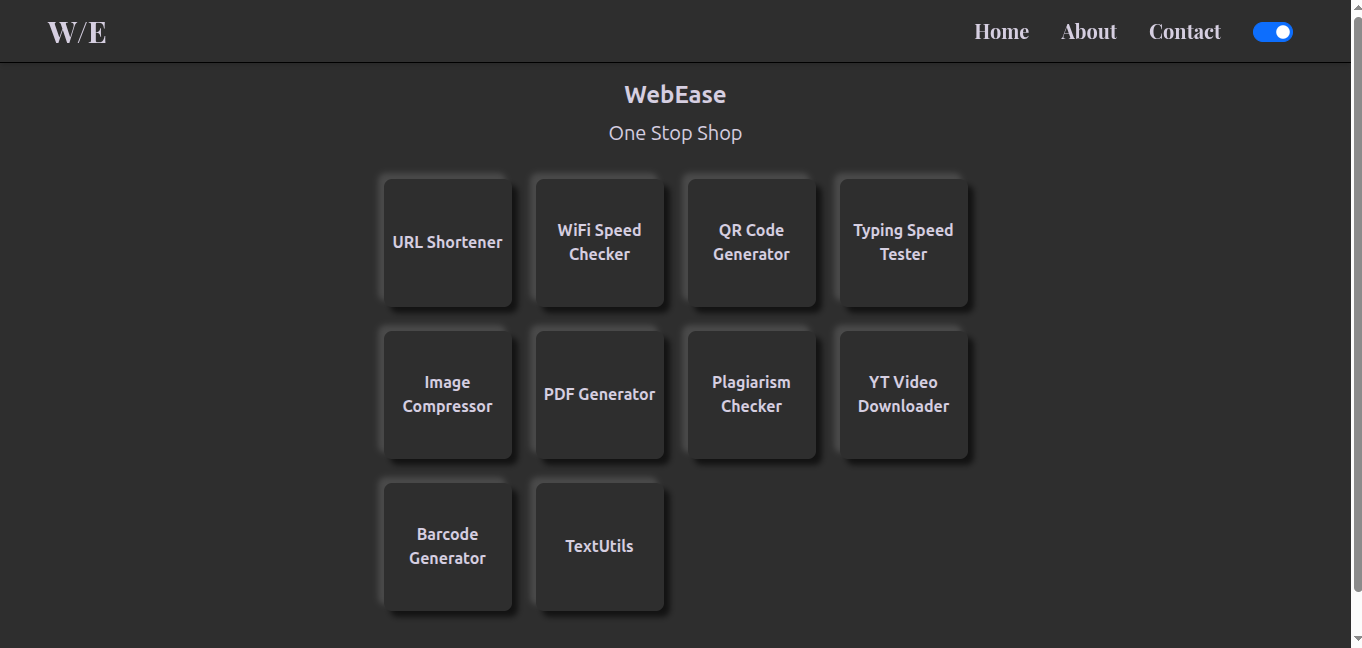 W/E
Home About Contact
WebEase
One Stop Shop
URL Shortener
WiFi Speed
Checker
QR Code
Generator
Typing Speed
Tester
Image
Compressor
PDF Generator
Plagiarism
Checker
YT Video
Downloader
Barcode
Generator
TextUtils